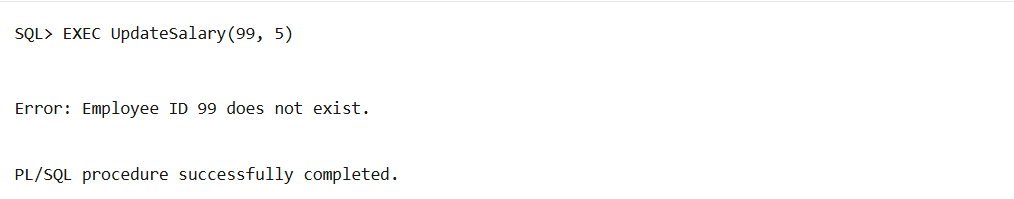 SQL> EXEC UpdateSalary(99, 5)
Error: Employee ID 99 does not exist.
PL/SQL procedure successfully completed.